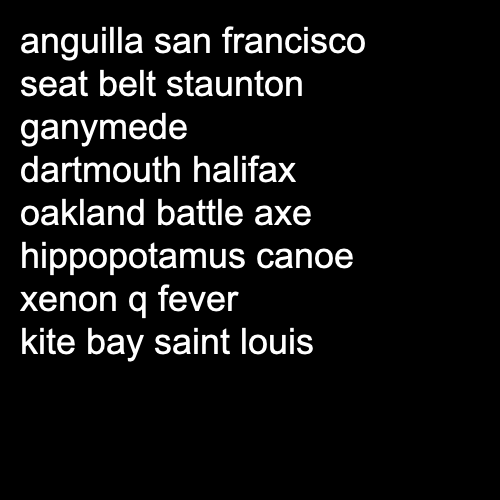 anguilla san francisco
seat belt staunton
ganymede
dartmouth halifax
oakland battle axe
hippopotamus canoe
xenon q fever
kite bay saint louis